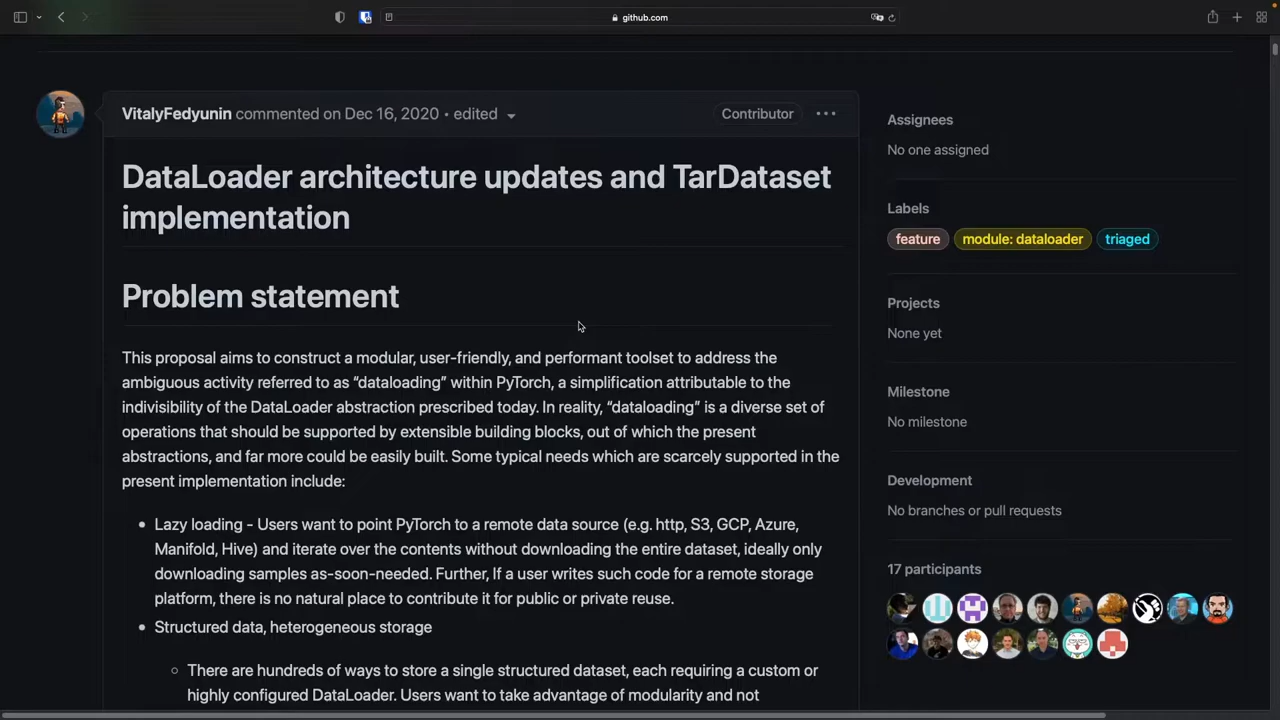 github.com
VitalyFedyunin commented on Dec 16, 2020 • edited
Contributor
DataLoader architecture updates and TarDataset
implementation
Problem statement
This proposal aims to construct a modular, user-friendly, and performant toolset to address the
ambiguous activity referred to as “dataloading” within PyTorch, a simplification attributable to the
indivisibility of the DataLoader abstraction prescribed today. In reality, “dataloading” is a diverse set of
operations that should be supported by extensible building blocks, out of which the present
abstractions, and far more could be easily built. Some typical needs which are scarcely supported in the
present implementation include:
• Lazy loading - Users want to point PyTorch to a remote data source (e.g. http, S3, GCP, Azure,
Manifold, Hive) and iterate over the contents without downloading the entire dataset, ideally only
downloading samples as-soon-needed. Further, If a user writes such code for a remote storage
platform, there is no natural place to contribute it for public or private reuse.
• Structured data, heterogeneous storage
◦ There are hundreds of ways to store a single structured dataset, each requiring a custom or
highly configured DataLoader. Users want to take advantage of modularity and not
Assignees
No one assigned
Labels
feature module: dataloader triaged
Projects
None yet
Milestone
No milestone
Development
No branches or pull requests
17 participants